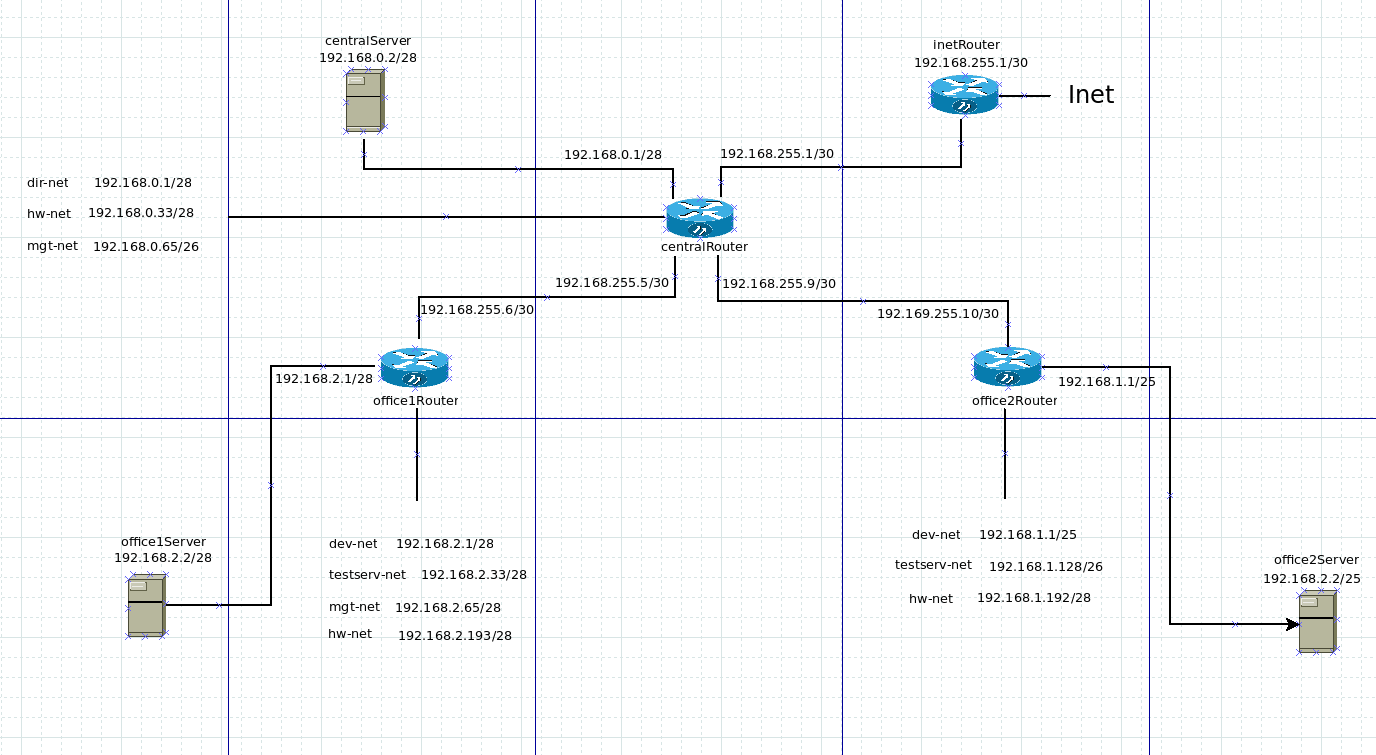 centralServer
192.168.0.2/28
inetRouter
192.168.255.1/30
Inet
192.168.0.1/28
192.168.255.1/30
dir-net 192.168.0.1/28
hw-net 192.168.0.33/28
mgt-net 192.168.0.65/26
centralRouter
192.168.255.5/30
192.168.255.9/30
192.168.255.6/30
192.169.255.10/30
192.168.2.1/28
192.168.1.1/25
office1Router
office2Router
office1Server
192.168.2.2/28
dev-net 192.168.2.1/28
testserv-net 192.168.2.33/28
mgt-net 192.168.2.65/28
hw-net 192.168.2.193/28
dev-net 192.168.1.1/25
testserv-net 192.168.1.128/26
hw-net 192.168.1.192/28
office2Server
192.168.2.2/25